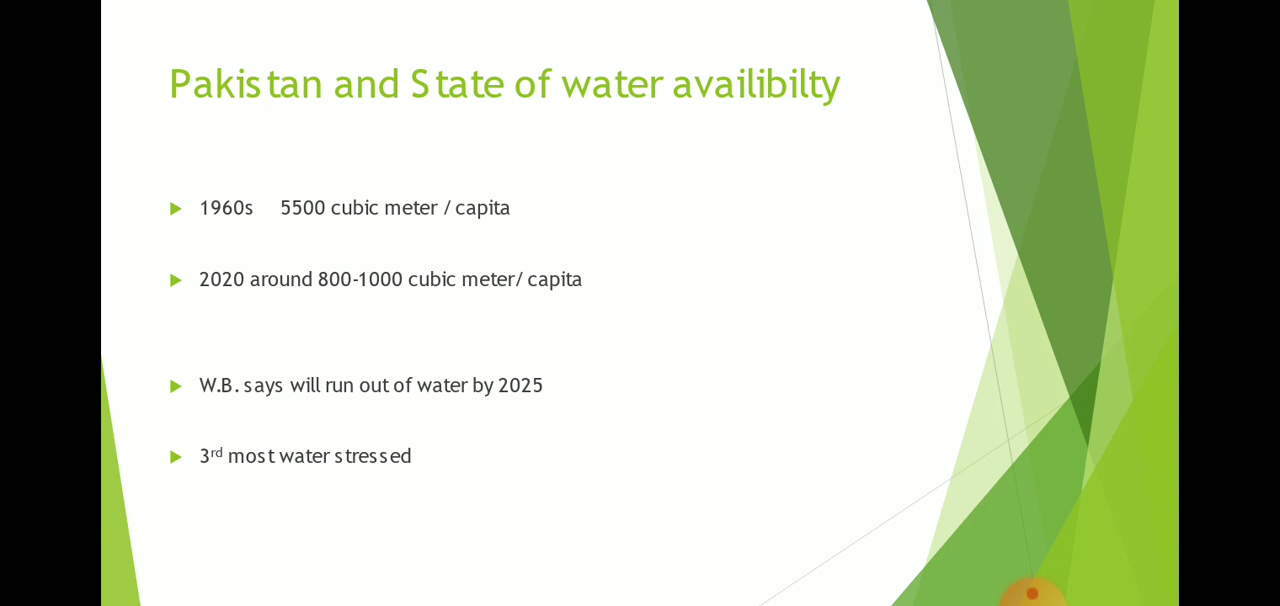 Pakistan and State of water availibilty
1960s 5500 cubic meter / capita
2020 around 800-1000 cubic meter/ capita
W.B. says will run out of water by 2025
3rd most water stressed